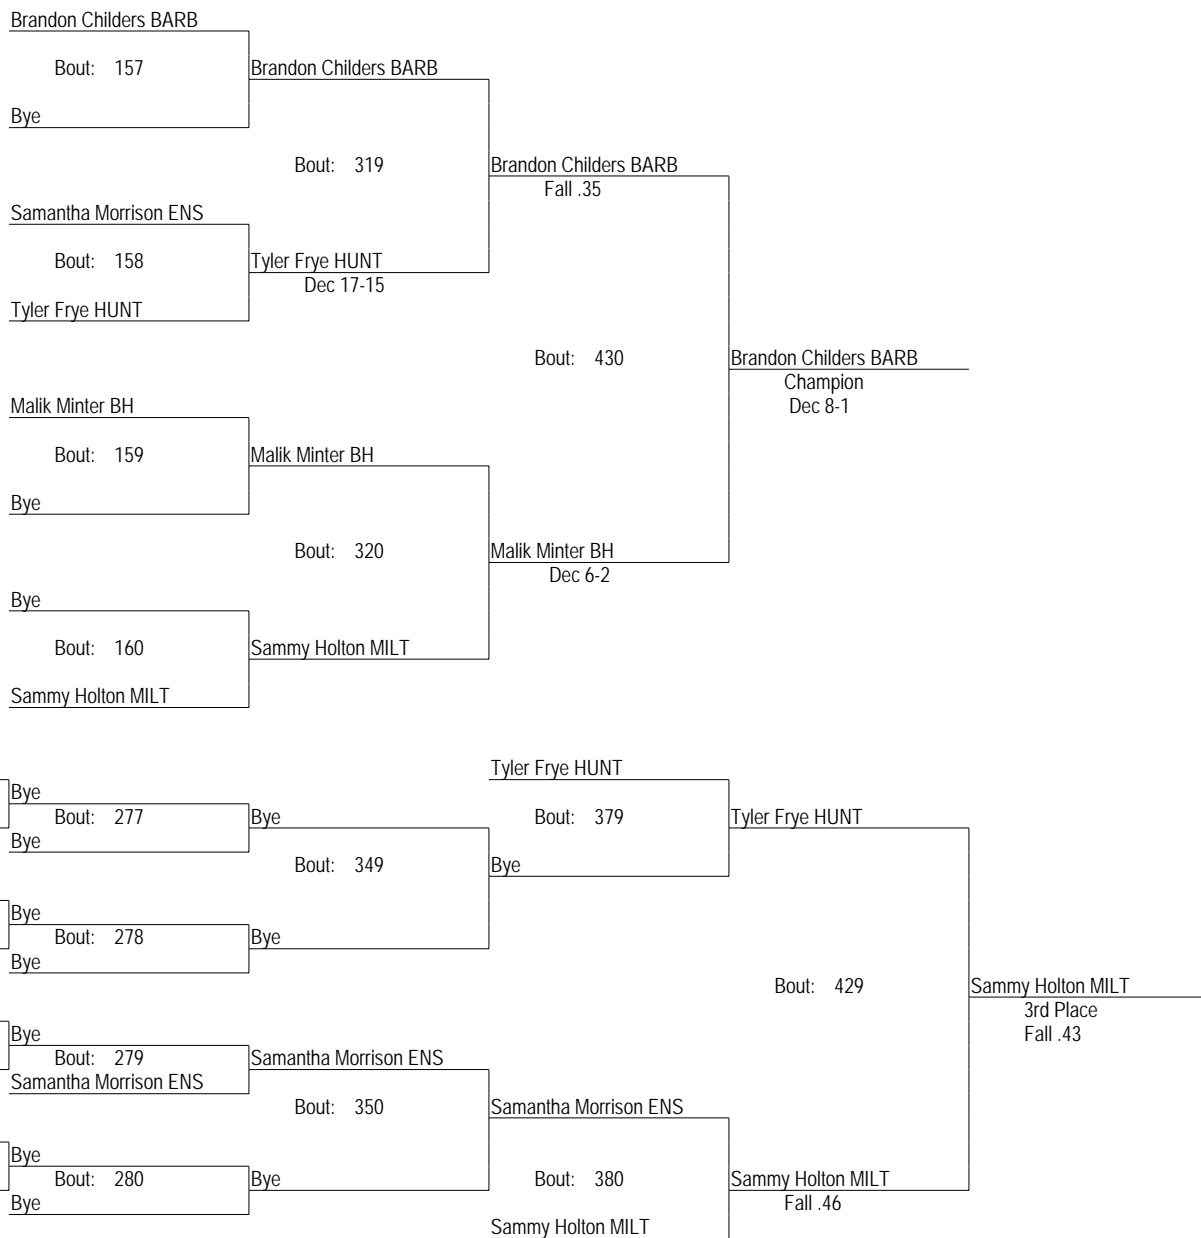 Brandon Childers BARB
Bout: 157
Brandon Childers BARB
Bye
Bout: 319
Brandon Childers BARB
Fall .35
Samantha Morrison ENS
Bout: 158
Tyler Frye HUNT
Dec 17-15
Tyler Frye HUNT
Bout: 430
Brandon Childers BARB
Champion
Dec 8-1
Malik Minter BH
Bout: 159
Malik Minter BH
Bye
Bout: 320
Malik Minter BH
Dec 6-2
Bye
Bout: 160
Sammy Holton MILT
Sammy Holton MILT
Tyler Frye HUNT
Bye
Bout: 277
Bye
Bout: 379
Tyler Frye HUNT
Bye
Bout: 349
Bye
Bye
Bout: 278
Bye
Bye
Bout: 429
Sammy Holton MILT
3rd Place
Fall .43
Bye
Bout: 279
Samantha Morrison ENS
Samantha Morrison ENS
Bout: 350
Samantha Morrison ENS
Bye
Bout: 280
Bye
Bout: 380
Sammy Holton MILT
Fall .46
Bye
Sammy Holton MILT